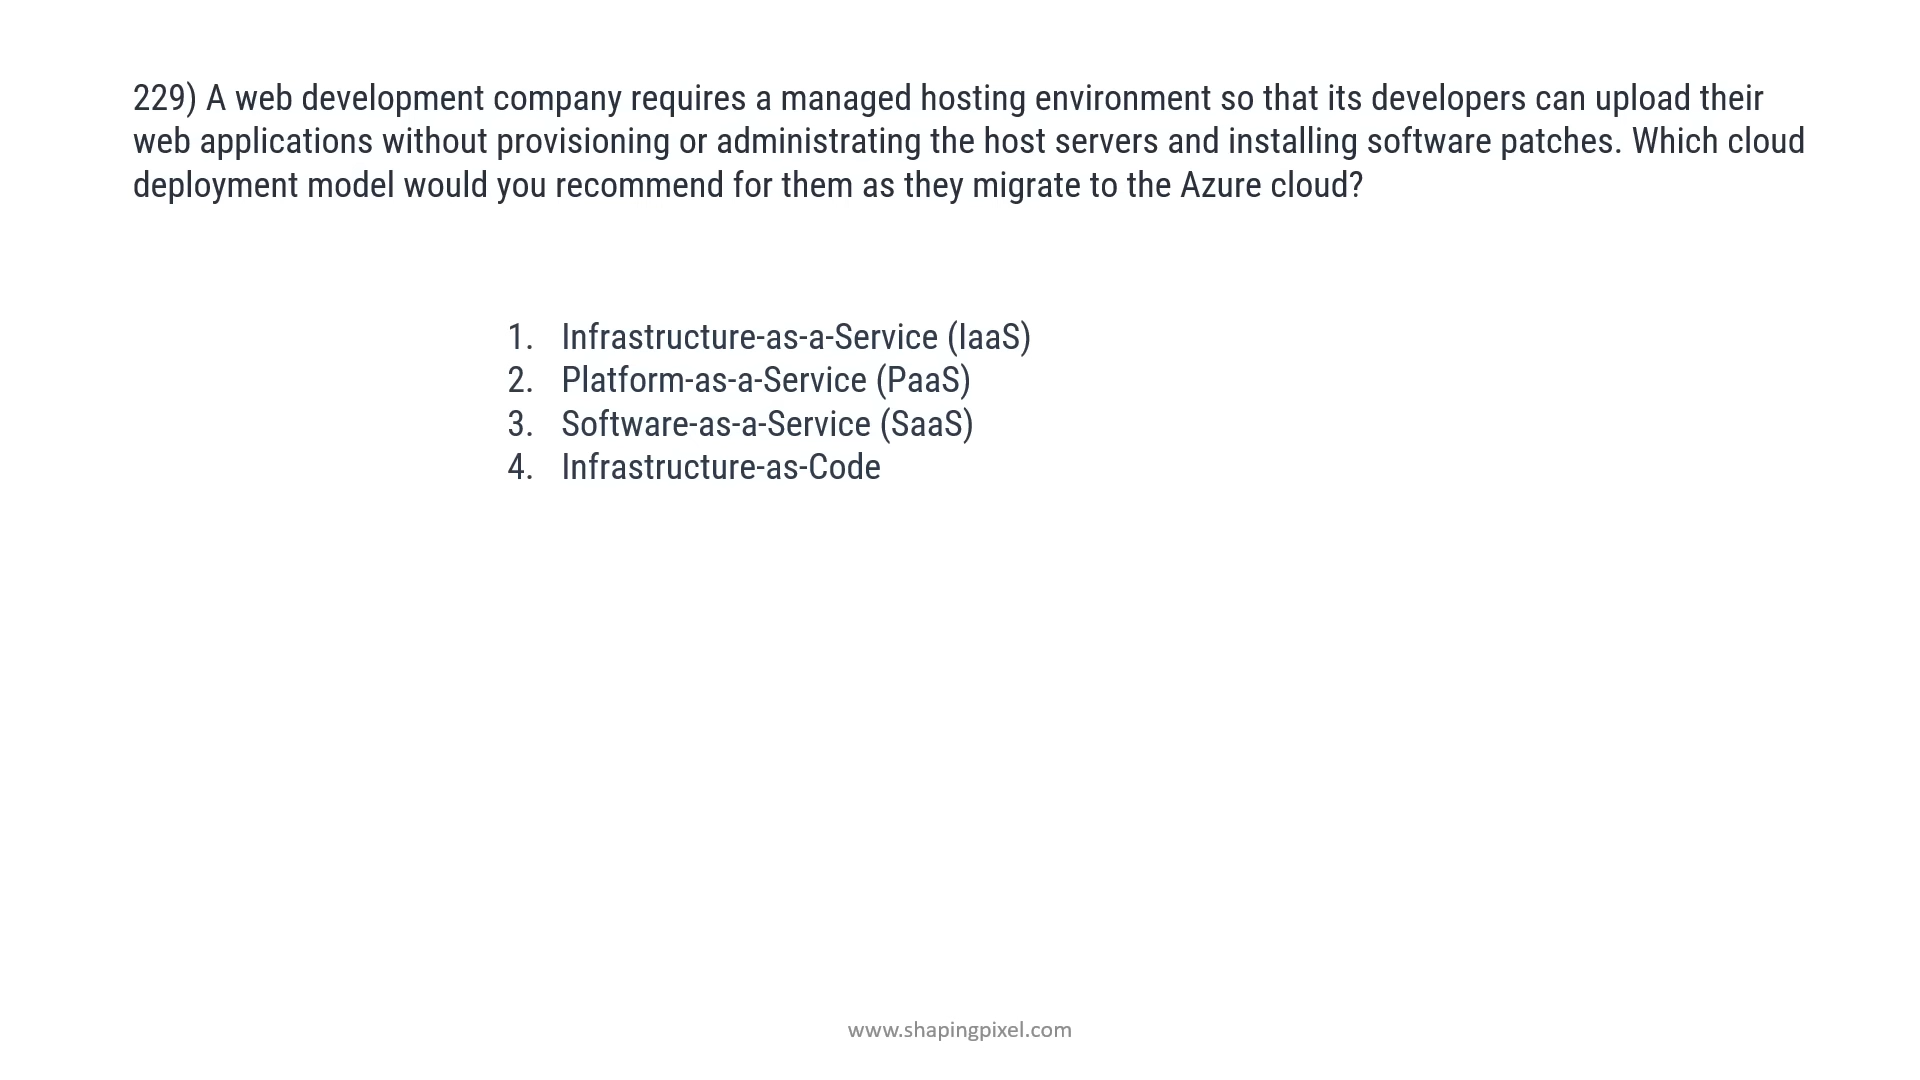 229) A web development company requires a managed hosting environment so that its developers can upload their
web applications without provisioning or administrating the host servers and installing software patches. Which cloud
deployment model would you recommend for them as they migrate to the Azure cloud?
1. Infrastructure-as-a-Service (IaaS)
2. Platform-as-a-Service (PaaS)
3. Software-as-a-Service (SaaS)
4. Infrastructure-as-Code
www.shapingpixel.com